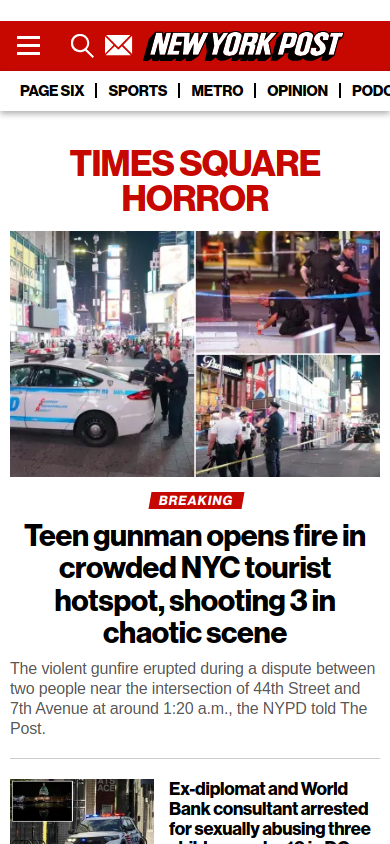 NEW YORK POST
PAGE SIX
SPORTS
METRO
OPINION
TIMES SQUARE
HORROR
BREAKING
Teen gunman opens fire in
crowded NYC tourist
hotspot, shooting 3 in
chaotic scene
The violent gunfire erupted during a dispute between
two people near the intersection of 44th Street and
7th Avenue at around 1:20 a.m., the NYPD told The
Post.
Ex-diplomat and World
Bank consultant arrested
for sexually abusing three